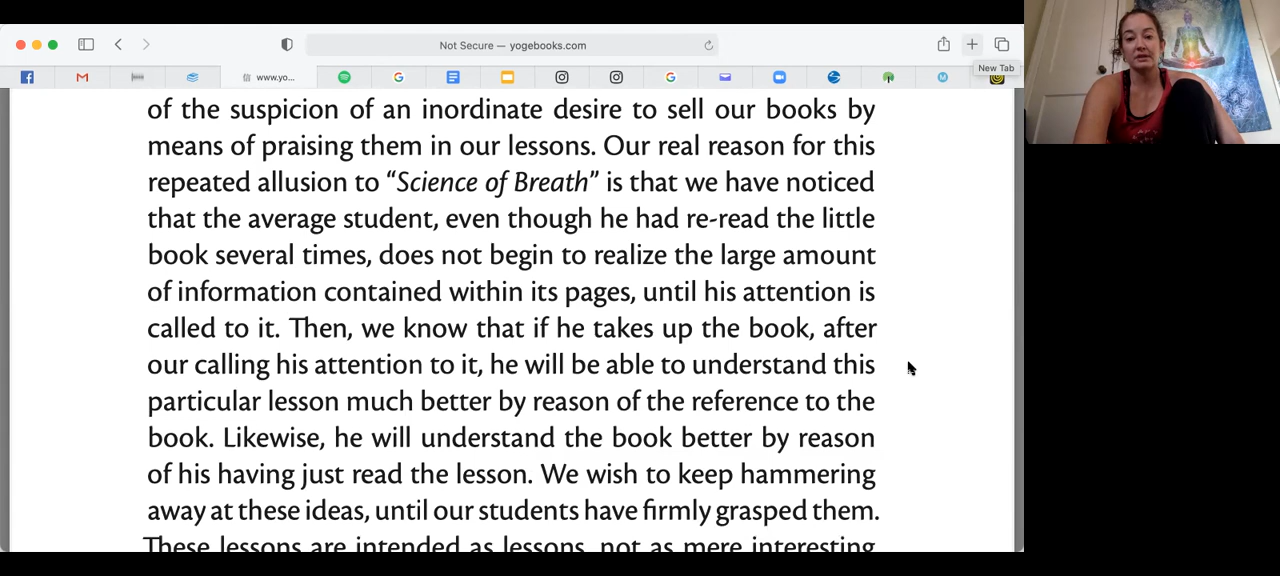 Not Secure — yogebooks.com
www.yo...
New Tab
of the suspicion of an inordinate desire to sell our books by
means of praising them in our lessons. Our real reason for this
repeated allusion to “Science of Breath” is that we have noticed
that the average student, even though he had re-read the little
book several times, does not begin to realize the large amount
of information contained within its pages, until his attention is
called to it. Then, we know that if he takes up the book, after
our calling his attention to it, he will be able to understand this
particular lesson much better by reason of the reference to the
book. Likewise, he will understand the book better by reason
of his having just read the lesson. We wish to keep hammering
away at these ideas, until our students have firmly grasped them.
These lessons are intended as lessons, not as mere interesting